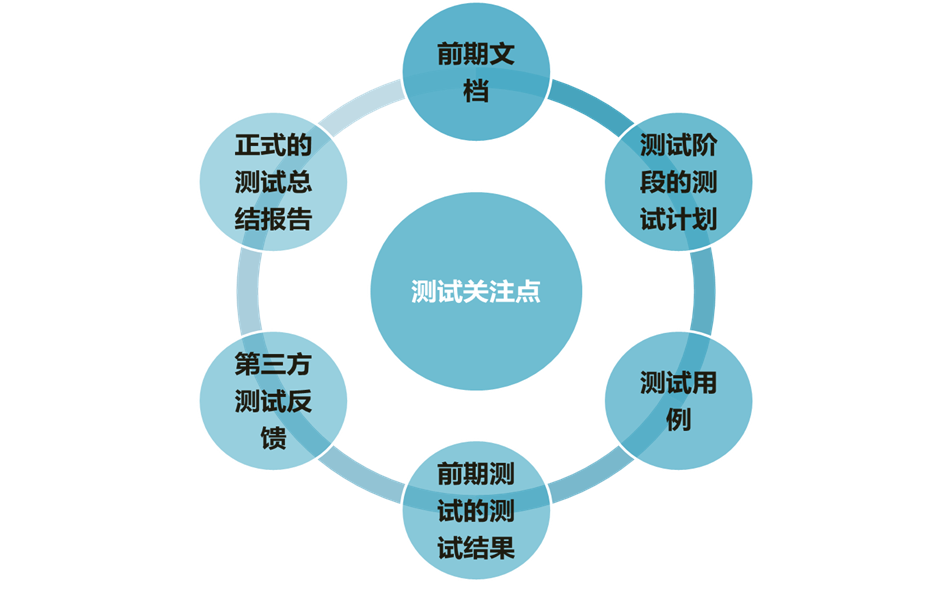 前期文
档
测试阶
段的测
试计划
测试用
例
前期测
试的测
试结果
第三方
测试反
馈
正式的
测试总
结报告
测试关注点